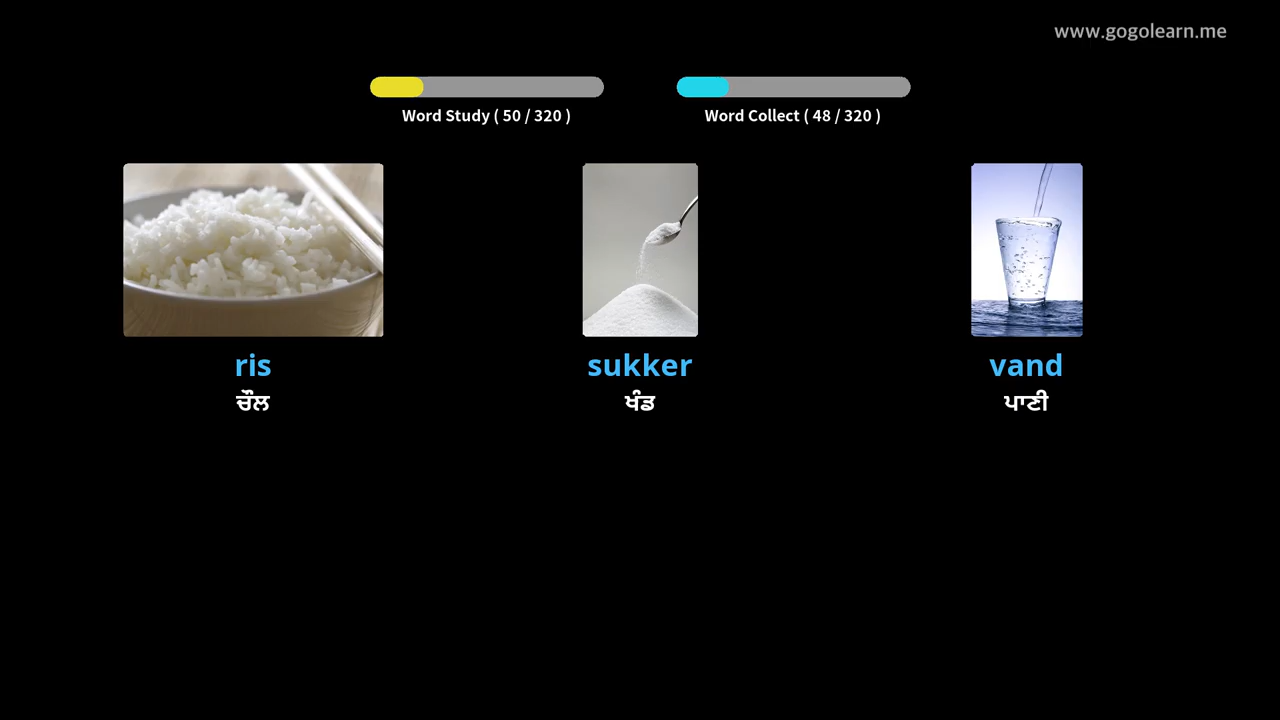 www.gogolearn.me
Word Study ( 50 / 320 )
Word Collect ( 48 / 320 )
ris
sukker
vand
ਚੌਲ
ਖੰਡ
ਪਾਣੀ